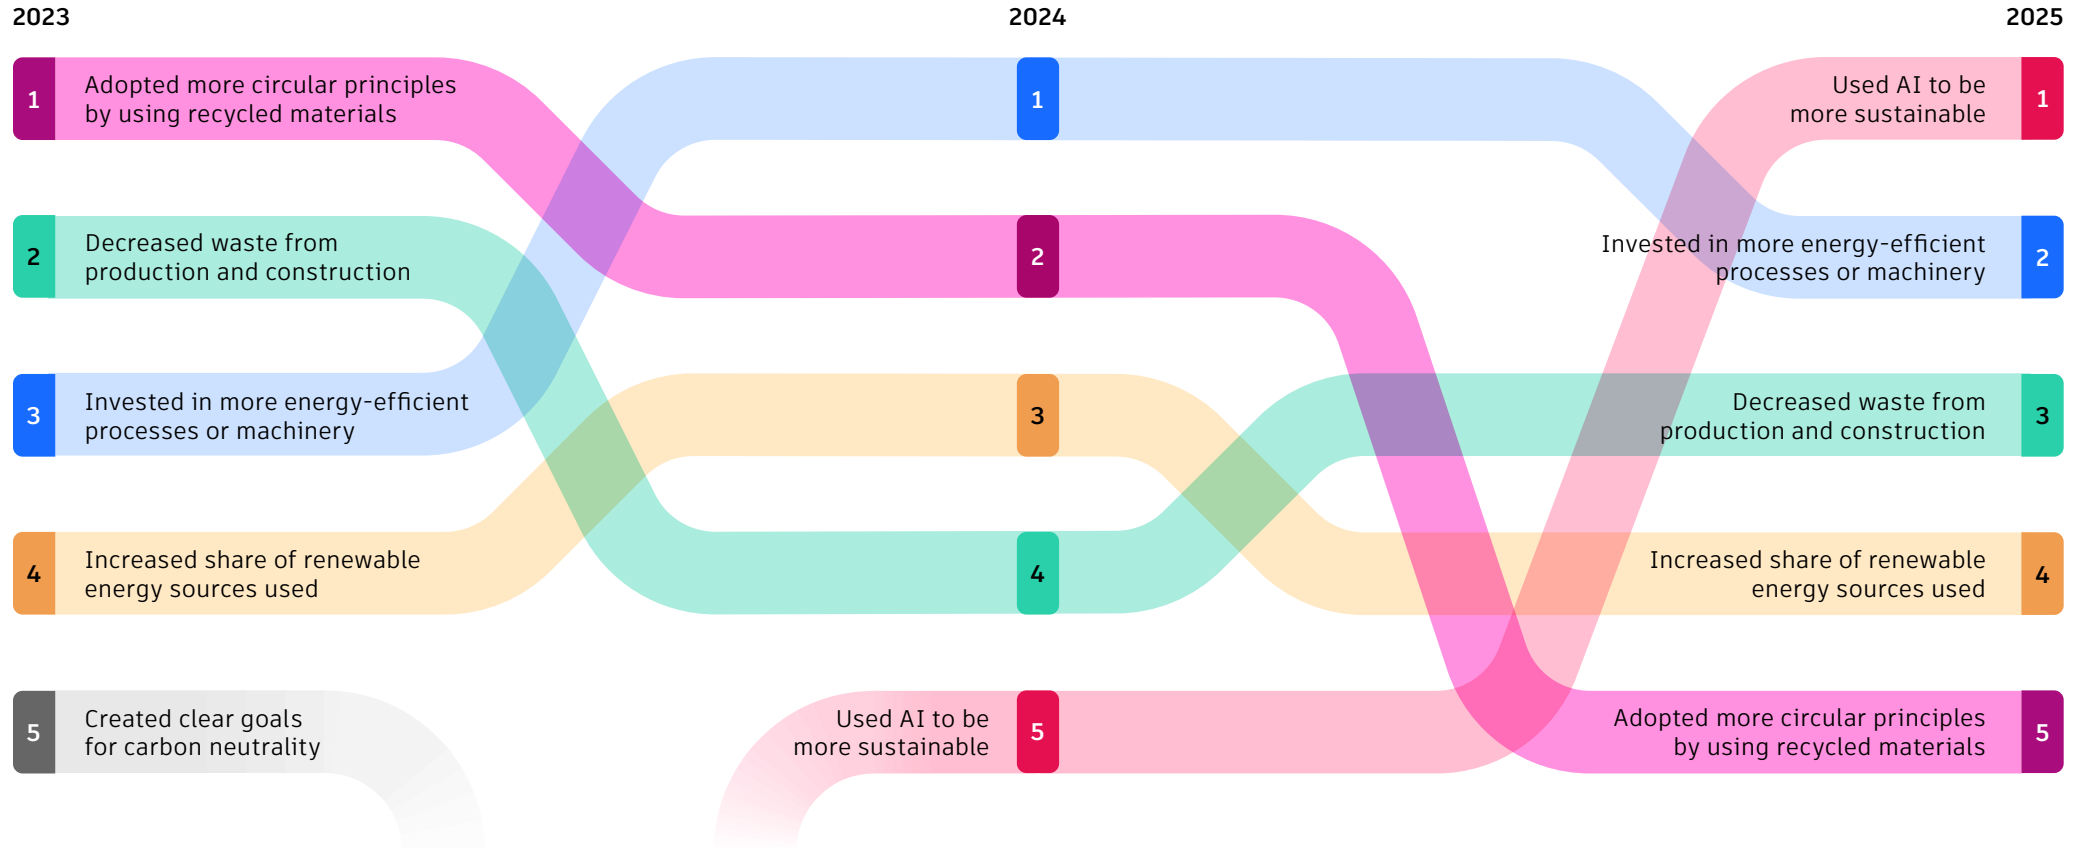 2023
2024
2025
1
Adopted more circular principles
by using recycled materials
1
Used AI to be
more sustainable
1
2
Decreased waste from
production and construction
2
Invested in more energy-efficient
processes or machinery
2
3
Invested in more energy-efficient
processes or machinery
3
Decreased waste from
production and construction
3
4
Increased share of renewable
energy sources used
4
Increased share of renewable
energy sources used
4
5
Created clear goals
for carbon neutrality
Used AI to be
more sustainable
5
Adopted more circular principles
by using recycled materials
5